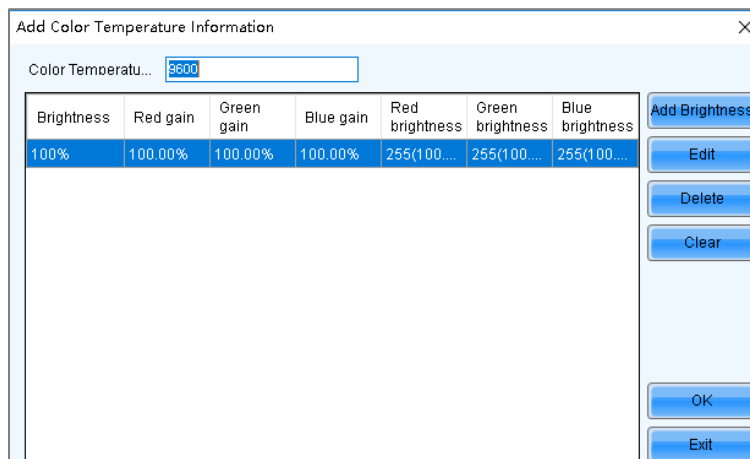 Add Color Temperature Information
Color Temperatu... 9600
Brightness Red gain Green gain Blue gain Red brightness Green brightness Blue brightness
100% 100.00% 100.00% 100.00% 255(100.... 255(100.... 255(100....
Add Brightness
Edit
Delete
Clear
OK
Exit